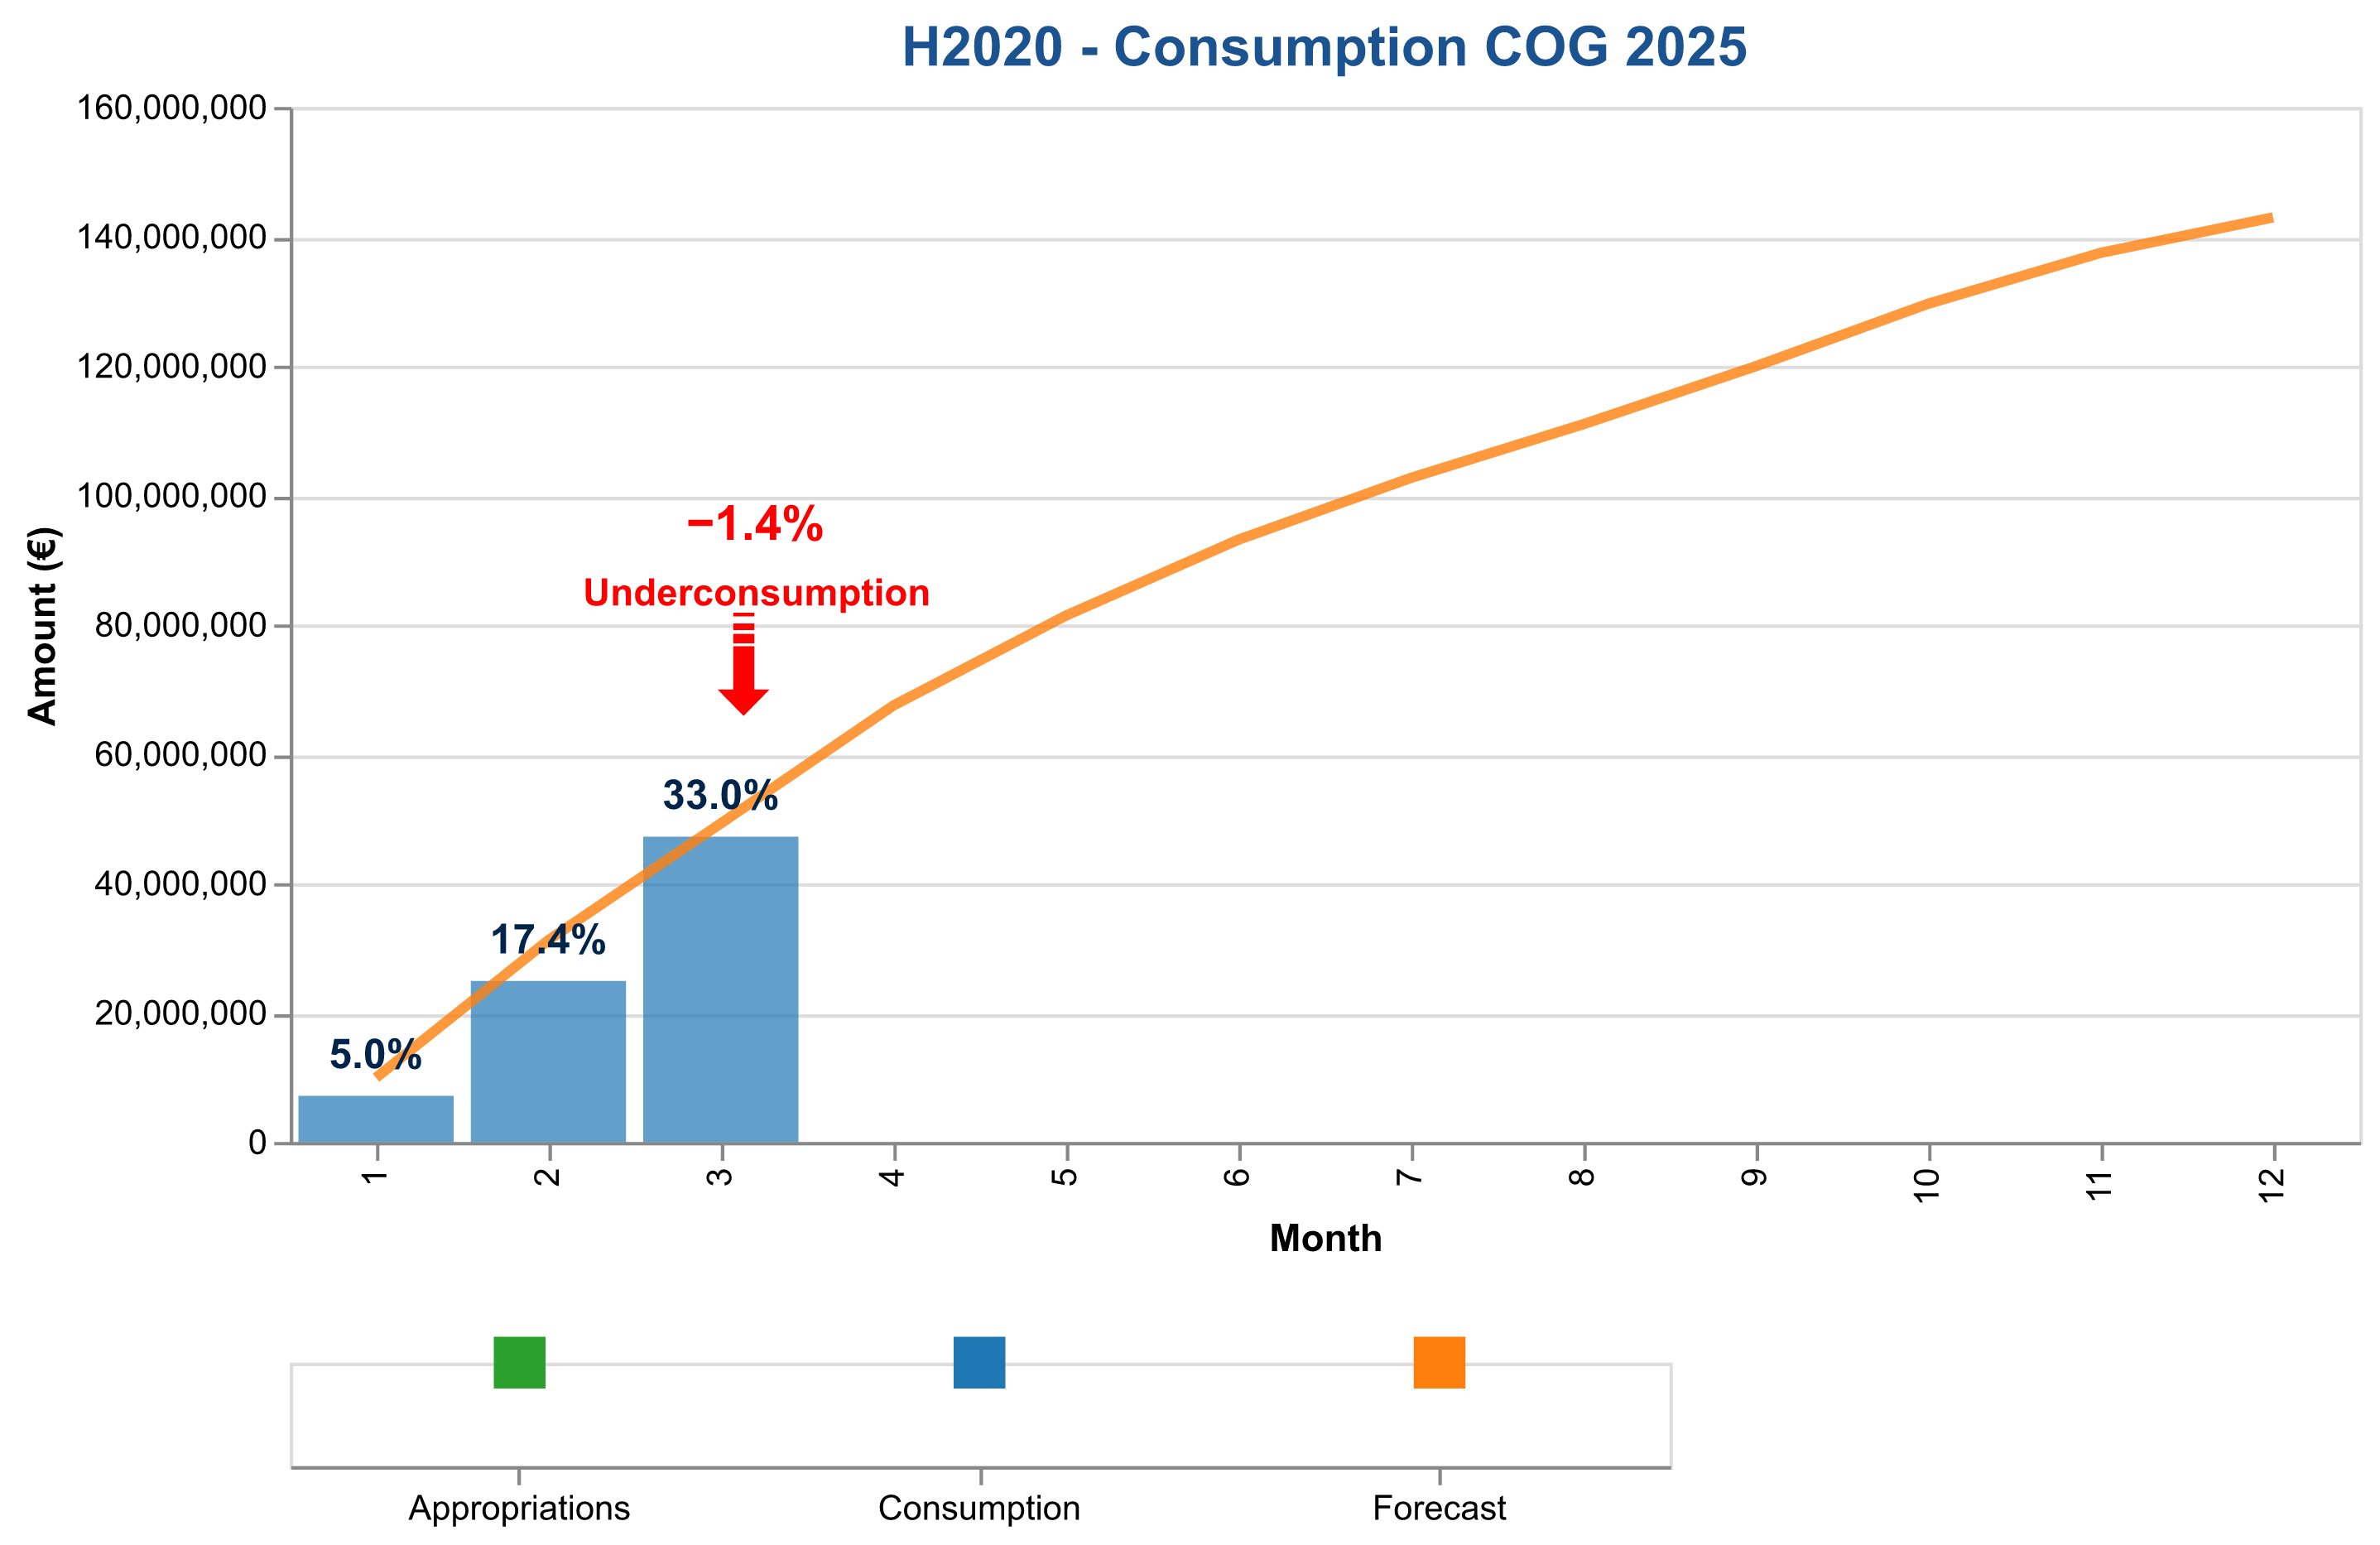 H2020 - Consumption COG 2025
Amount (€)
160,000,000
140,000,000
120,000,000
100,000,000
80,000,000
60,000,000
40,000,000
20,000,000
0
−1.4%
Underconsumption
33.0%
17.4%
5.0%
1 2 3 4 5 6 7 8 9 10 11 12
Month
Appropriations Consumption Forecast